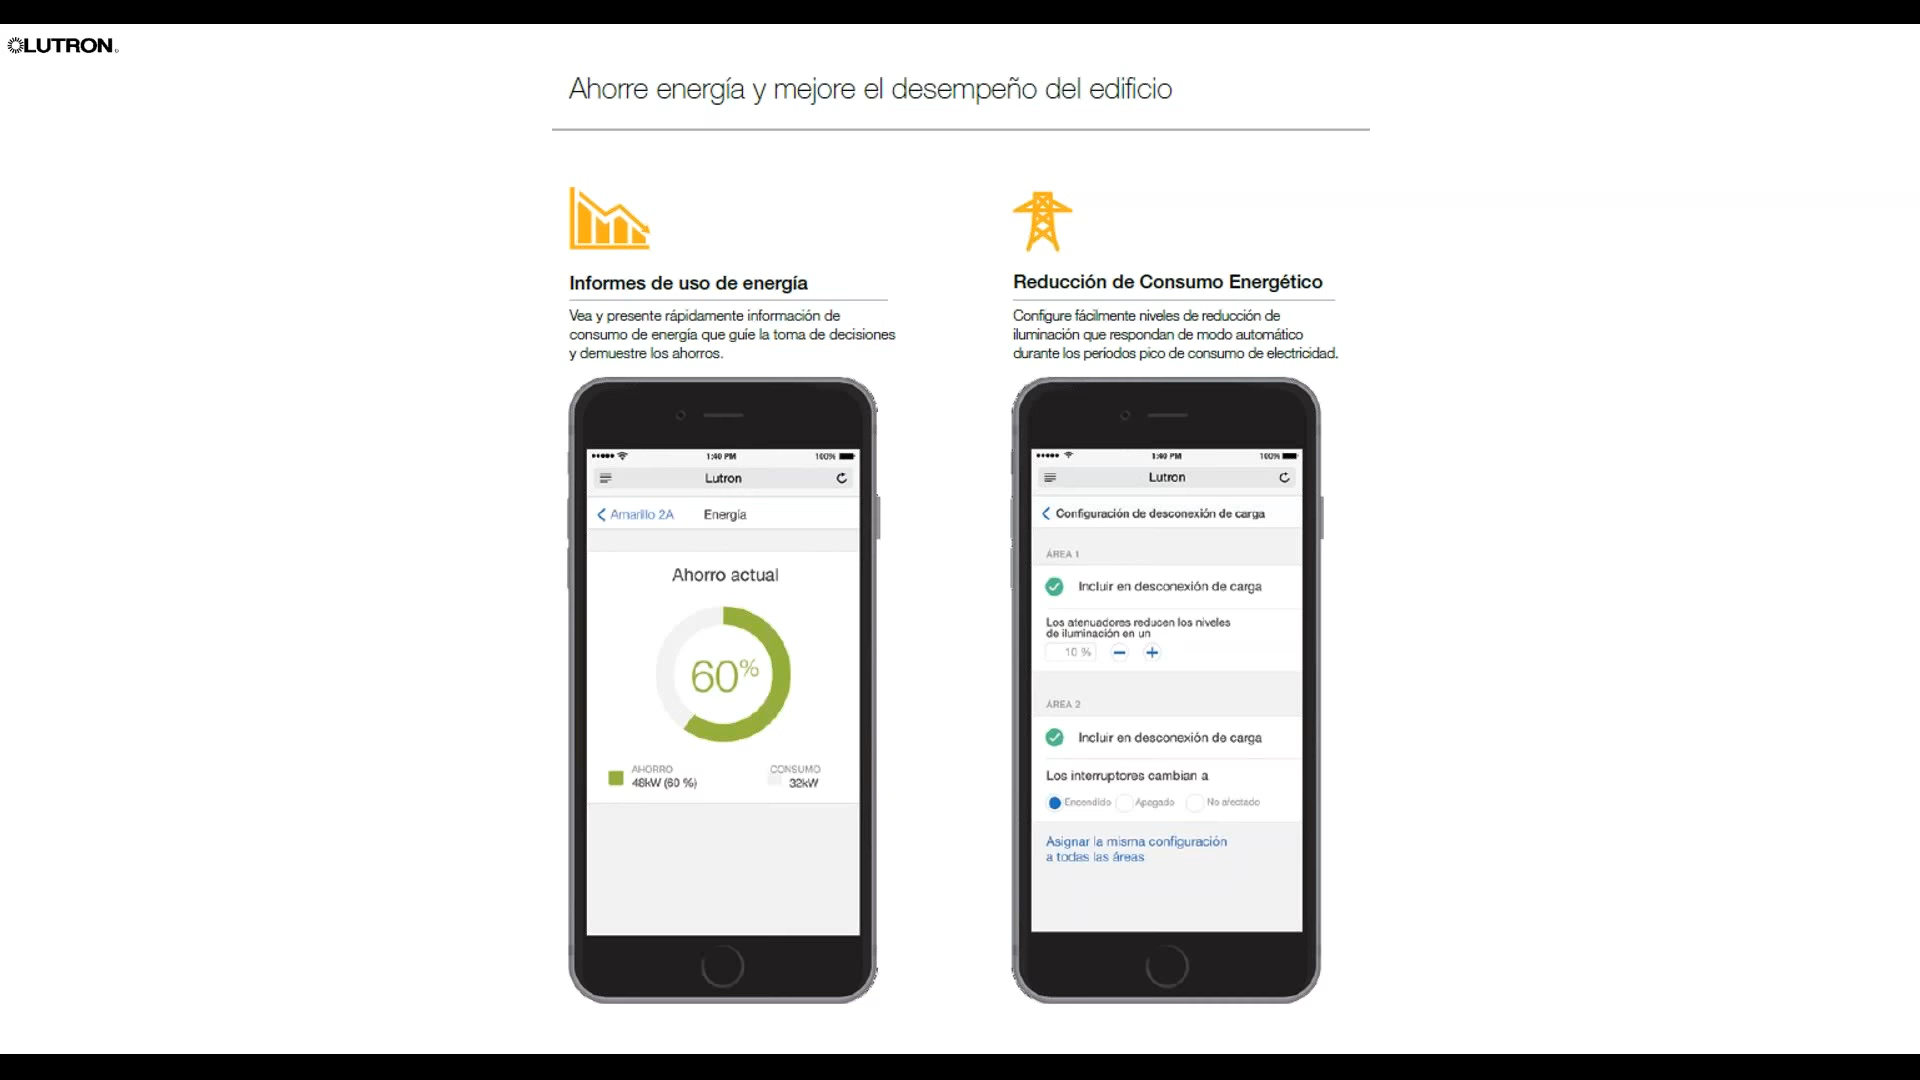 LUTRON
Ahorre energía y mejore el desempeño del edificio
Informes de uso de energía
Vea y presente rápidamente información de
consumo de energía que guíe la toma de decisiones
y demuestre los ahorros.
1:40 PM
100%
Lutron
Amarillo 2A
Energía
Ahorro actual
60%
AHORRO
48kW (60 %)
CONSUMO
32kW
Reducción de Consumo Energético
Configure fácilmente niveles de reducción de
iluminación que respondan de modo automático
durante los períodos pico de consumo de electricidad.
1:40 PM
100%
Lutron
Configuración de desconexión de carga
ÁREA 1
Incluir en desconexión de carga
Los atenuadores reducen los niveles
de iluminación en un
10 %
ÁREA 2
Incluir en desconexión de carga
Los interruptores cambian a
Encendido Apagado No afectado
Asignar la misma configuración
a todas las áreas